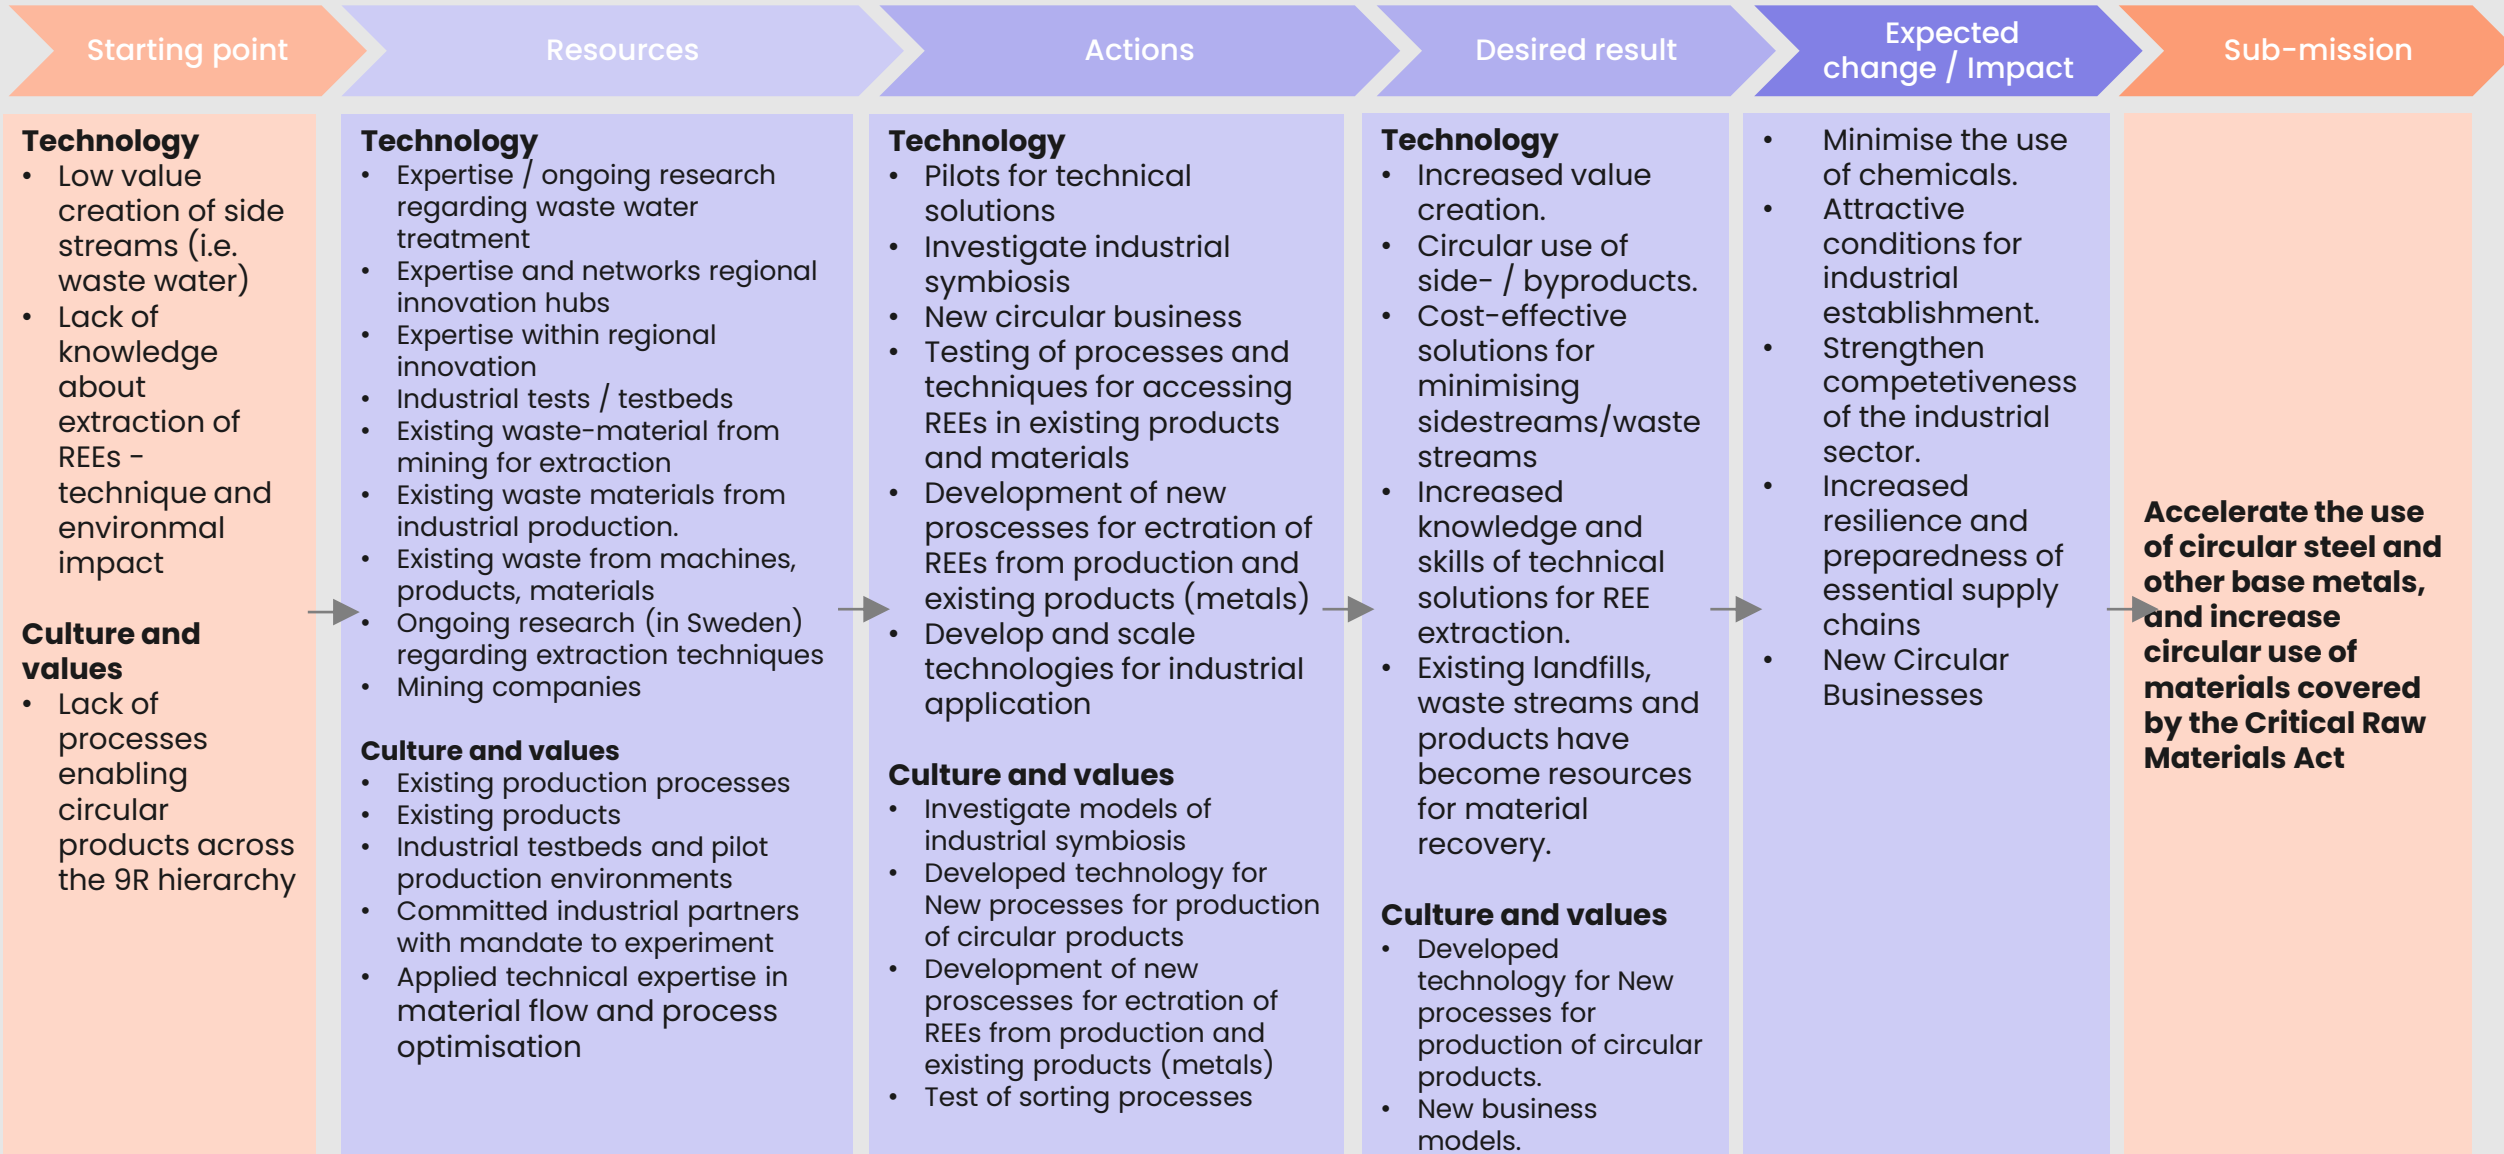 Starting point
Resources
Actions
Desired result
Expected
change / Impact
Sub-mission
Technology
• Low value
creation of side
streams (i.e.
waste water)
• Lack of
knowledge
about
extraction of
REEs -
technique and
environmal
impact
Culture and
values
• Lack of
processes
enabling
circular
products across
the 9R hierarchy
Technology
• Expertise / ongoing research
regarding waste water
treatment
• Expertise and networks regional
innovation hubs
• Expertise within regional
innovation
• Industrial tests / testbeds
• Existing waste-material from
mining for extraction
• Existing waste materials from
industrial production.
• Existing waste from machines,
products, materials
• Ongoing research (in Sweden)
regarding extraction techniques
• Mining companies
Culture and values
• Existing production processes
• Existing products
• Industrial testbeds and pilot
production environments
• Committed industrial partners
with mandate to experiment
• Applied technical expertise in
material flow and process
optimisation
Technology
• Pilots for technical
solutions
• Investigate industrial
symbiosis
• New circular business
• Testing of processes and
techniques for accessing
REEs in existing products
and materials
• Development of new
proscesses for ectration of
REEs from production and
existing products (metals)
• Develop and scale
technologies for industrial
application
Culture and values
• Investigate models of
industrial symbiosis
• Developed technology for
New processes for production
of circular products
• Development of new
proscesses for ectration of
REEs from production and
existing products (metals)
• Test of sorting processes
Technology
• Increased value
creation.
• Circular use of
side- / byproducts.
• Cost-effective
solutions for
minimising
sidestreams/waste
streams
• Increased
knowledge and
skills of technical
solutions for REE
extraction.
• Existing landfills,
waste streams and
products have
become resources
for material
recovery.
Culture and values
• Developed
technology for New
processes for
production of circular
products.
• New business
models.
• Minimise the use
of chemicals.
• Attractive
conditions for
industrial
establishment.
• Strengthen
competetiveness
of the industrial
sector.
• Increased
resilience and
preparedness of
essential supply
chains
• New Circular
Businesses
Accelerate the use
of circular steel and
other base metals,
and increase
circular use of
materials covered
by the Critical Raw
Materials Act